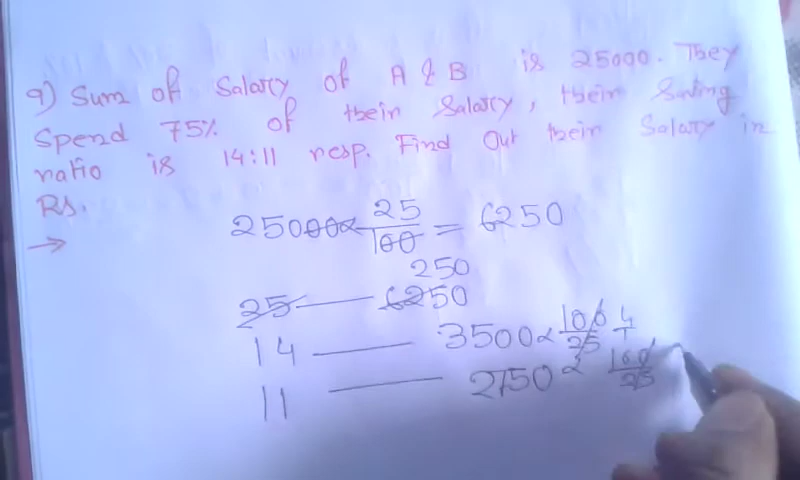 9) Sum of Salary of A & B is 25000. They
Spend 75% of their Salary, their Saving
ratio is 14:11 resp. Find Out their Salary in
Rs.
→ 25000 × 25/100 = 6250
250
25 — 6250
14 — 3500 × 100/25 4/1
11 — 2750 × 100/25